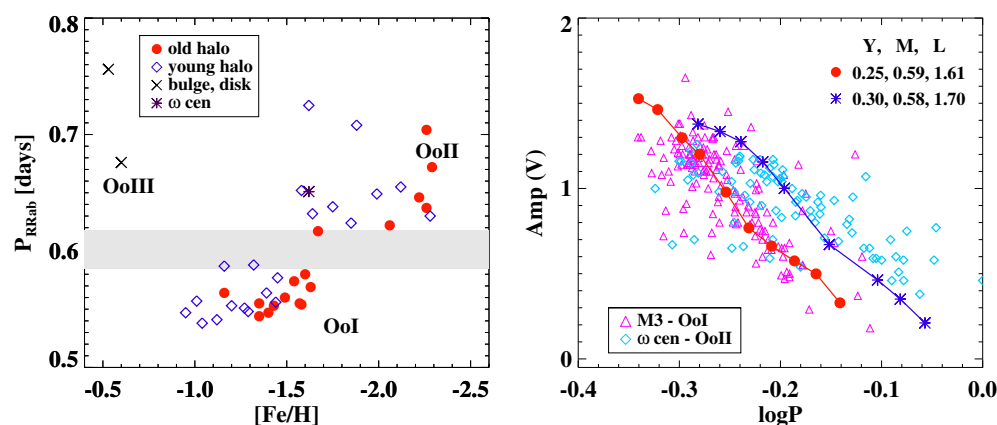 0.8
0.7
0.6
0.5
P_RRab [days]
old halo
young halo
bulge, disk
ω cen
OoIII
OoII
OoI
-0.5 -1.0 -1.5 -2.0 -2.5
[Fe/H]
2
1
0
Amp (V)
Y, M, L
0.25, 0.59, 1.61
0.30, 0.58, 1.70
M3 - OoI
ω cen - OoII
-0.4 -0.3 -0.2 -0.1 0.0
logP